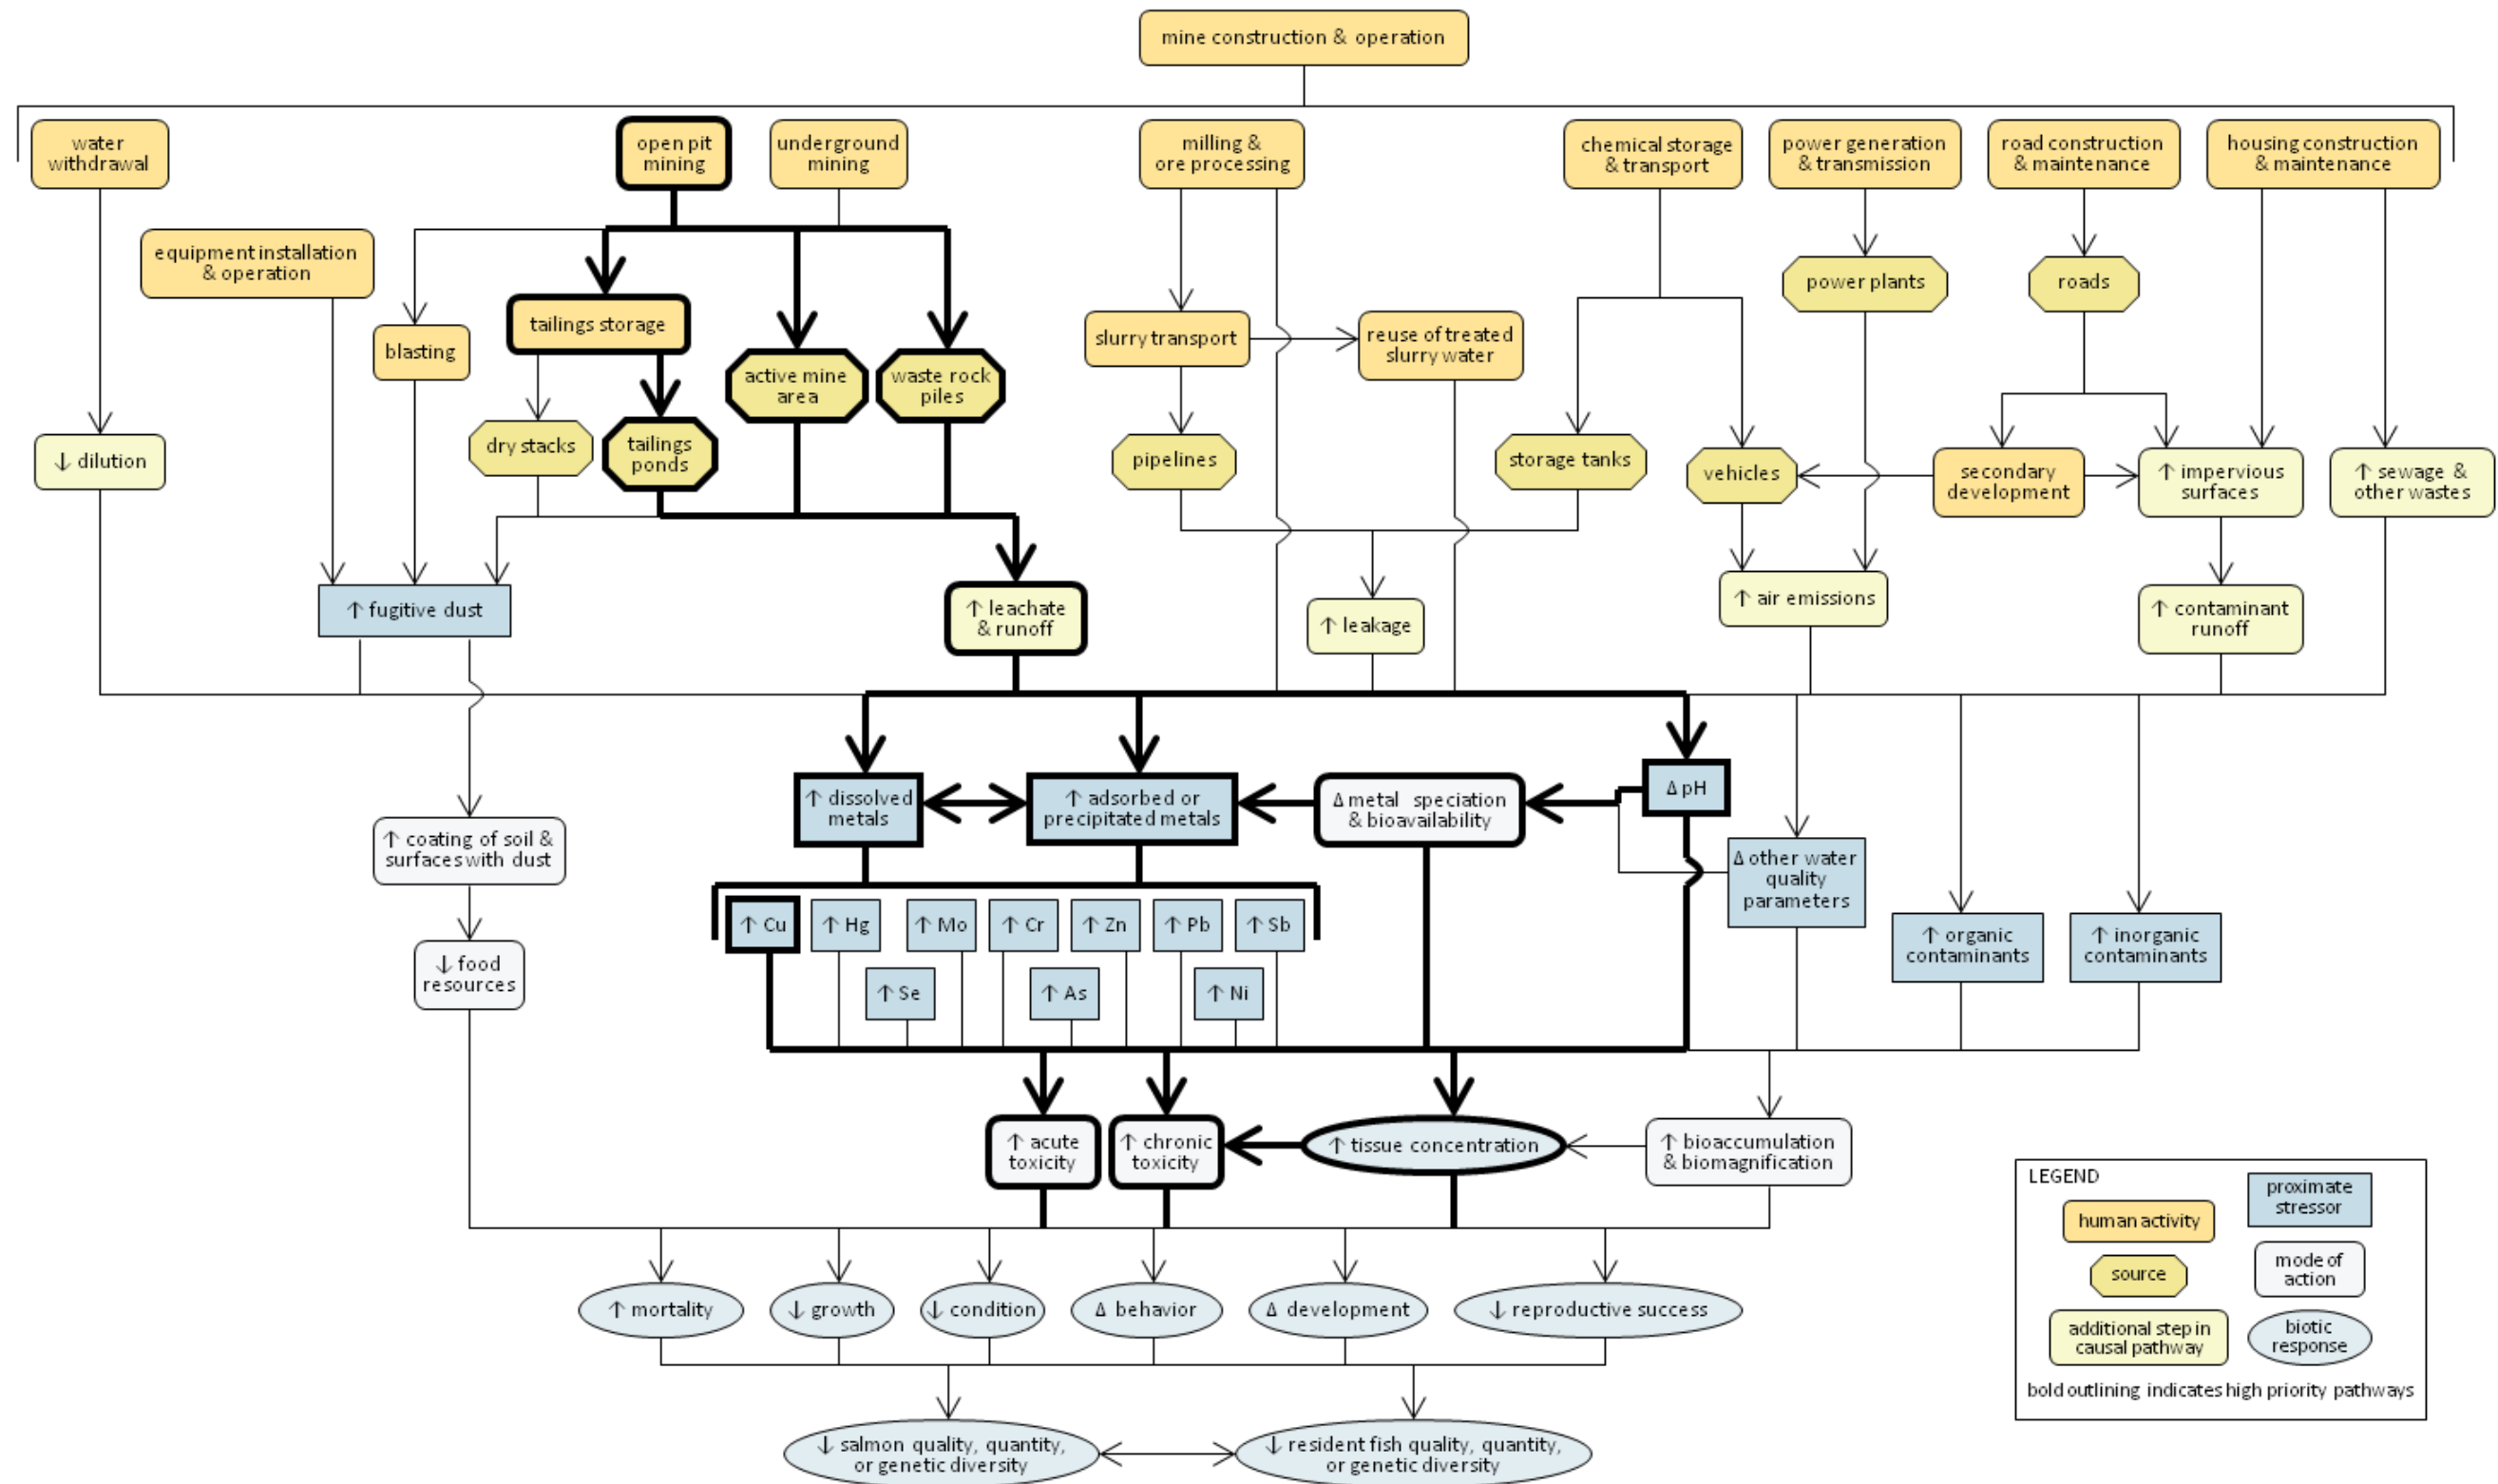 mine construction & operation
water
withdrawal
open pit
mining
underground
mining
milling &
ore processing
chemical storage
& transport
power generation
& transmission
road construction
& maintenance
housing construction
& maintenance
equipment installation
& operation
blasting
tailings storage
active mine
area
waste rock
piles
slurry transport
reuse of treated
slurry water
power plants
roads
↓ dilution
dry stacks
tailings
ponds
pipelines
storage tanks
vehicles
secondary
development
↑ impervious
surfaces
↑ sewage &
other wastes
↑ fugitive dust
↑ leachate
& runoff
↑ leakage
↑ air emissions
↑ contaminant
runoff
↑ dissolved
metals
↑ adsorbed or
precipitated metals
Δ metal speciation
& bioavailability
Δ pH
↑ coating of soil &
surfaces with dust
Δ other water
quality
parameters
↑ Cu
↑ Hg
↑ Mo
↑ Cr
↑ Zn
↑ Pb
↑ Sb
↑ Se
↑ As
↑ Ni
↓ food
resources
↑ organic
contaminants
↑ inorganic
contaminants
↑ acute
toxicity
↑ chronic
toxicity
↑ tissue concentration
↑ bioaccumulation
& biomagnification
↑ mortality
↓ growth
↓ condition
Δ behavior
Δ development
↓ reproductive success
↓ salmon quality, quantity,
or genetic diversity
↓ resident fish quality, quantity,
or genetic diversity
LEGEND
human activity
proximate
stressor
source
mode of
action
additional step in
causal pathway
biotic
response
bold outlining indicates high priority pathways